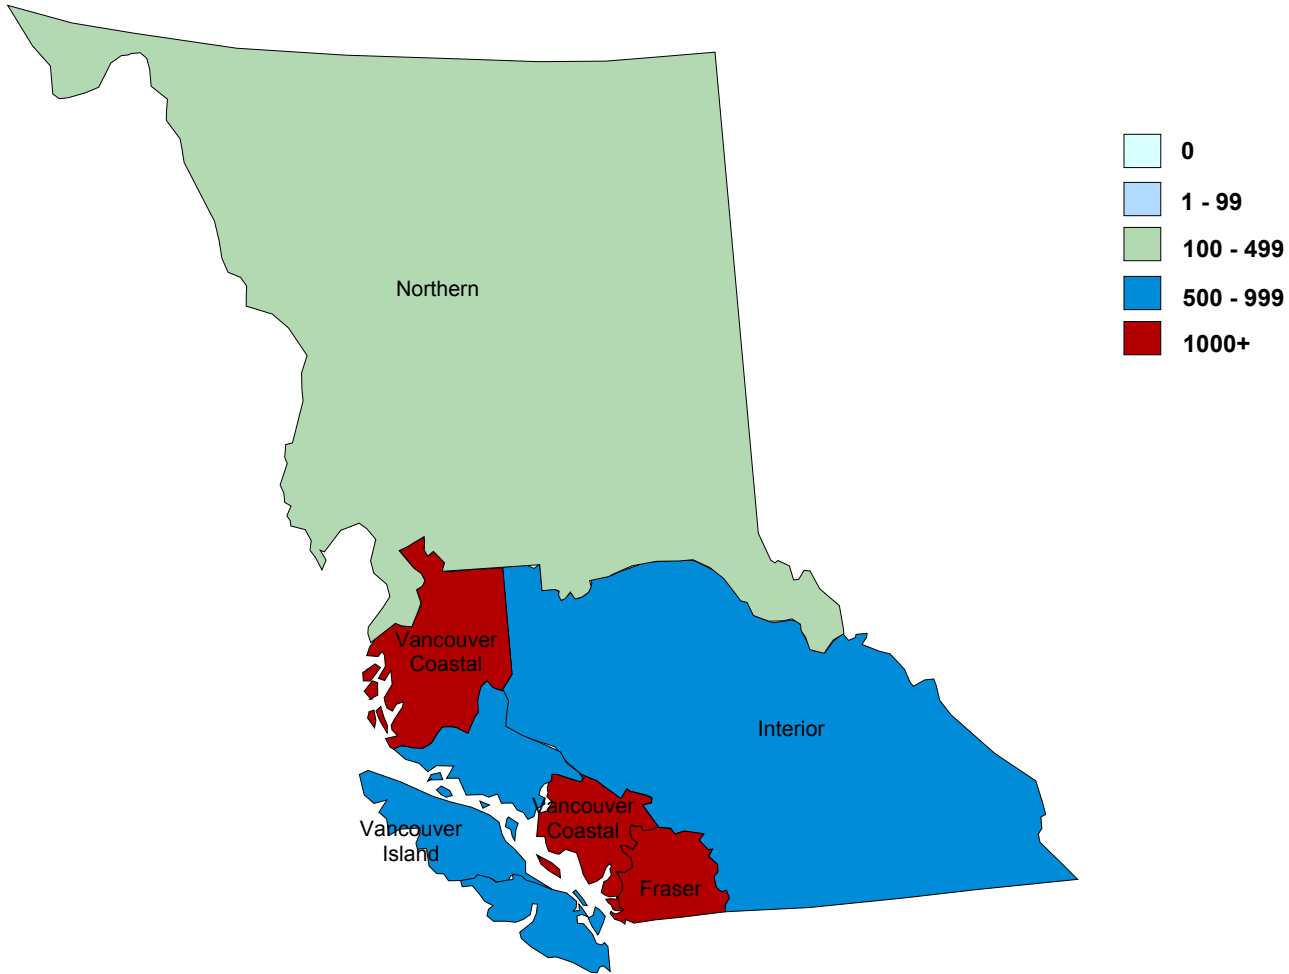 0
1 - 99
100 - 499
500 - 999
1000+
Northern
Vancouver
Coastal
Interior
Vancouver
Coastal
Vancouver
Island
Fraser